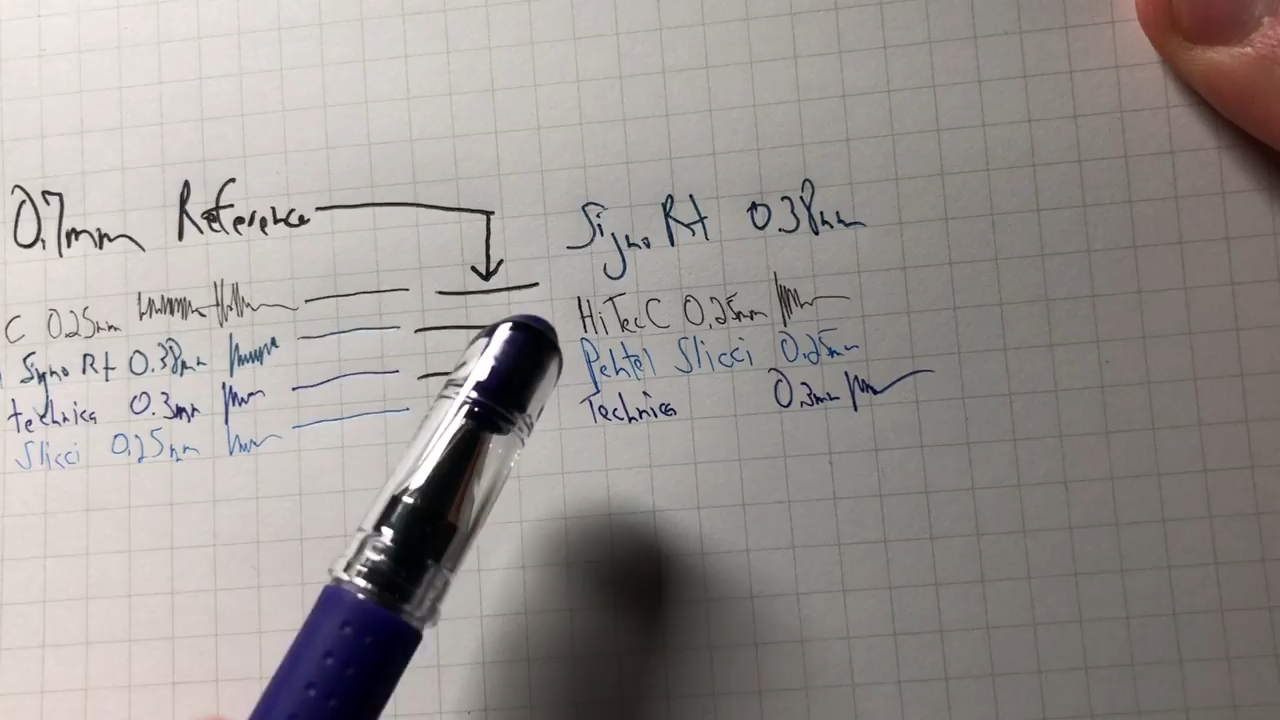 0.7mm Reference
C 0.25mm
Signo Rt 0.38mm
technica 0.3mm
Slicci 0.25mm
Signo Rt 0.38mm
HiTecC 0.25mm
Pentel Slicci 0.25mm
Technica 0.3mm